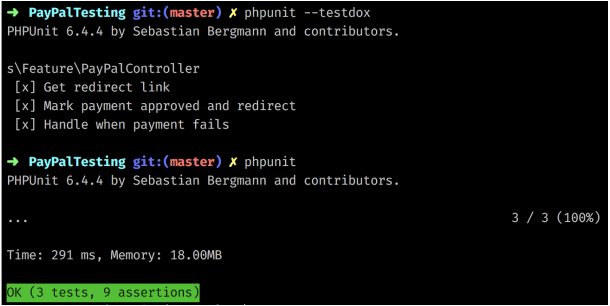 ➜ PayPalTesting git:(master) ✗ phpunit --testdox
PHPUnit 6.4.4 by Sebastian Bergmann and contributors.
s\Feature\PayPalController
[x] Get redirect link
[x] Mark payment approved and redirect
[x] Handle when payment fails
➜ PayPalTesting git:(master) ✗ phpunit
PHPUnit 6.4.4 by Sebastian Bergmann and contributors.
... 3 / 3 (100%)
Time: 291 ms, Memory: 18.00MB
OK (3 tests, 9 assertions)